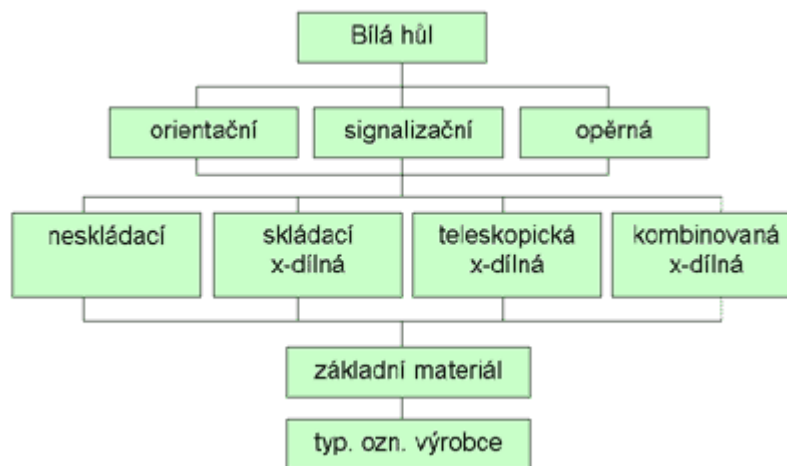 Bílá hůl
orientační
signalizační
opěrná
neskládací
skládací
x-dílná
teleskopická
x-dílná
kombinovaná
x-dílná
základní materiál
typ. ozn. výrobce